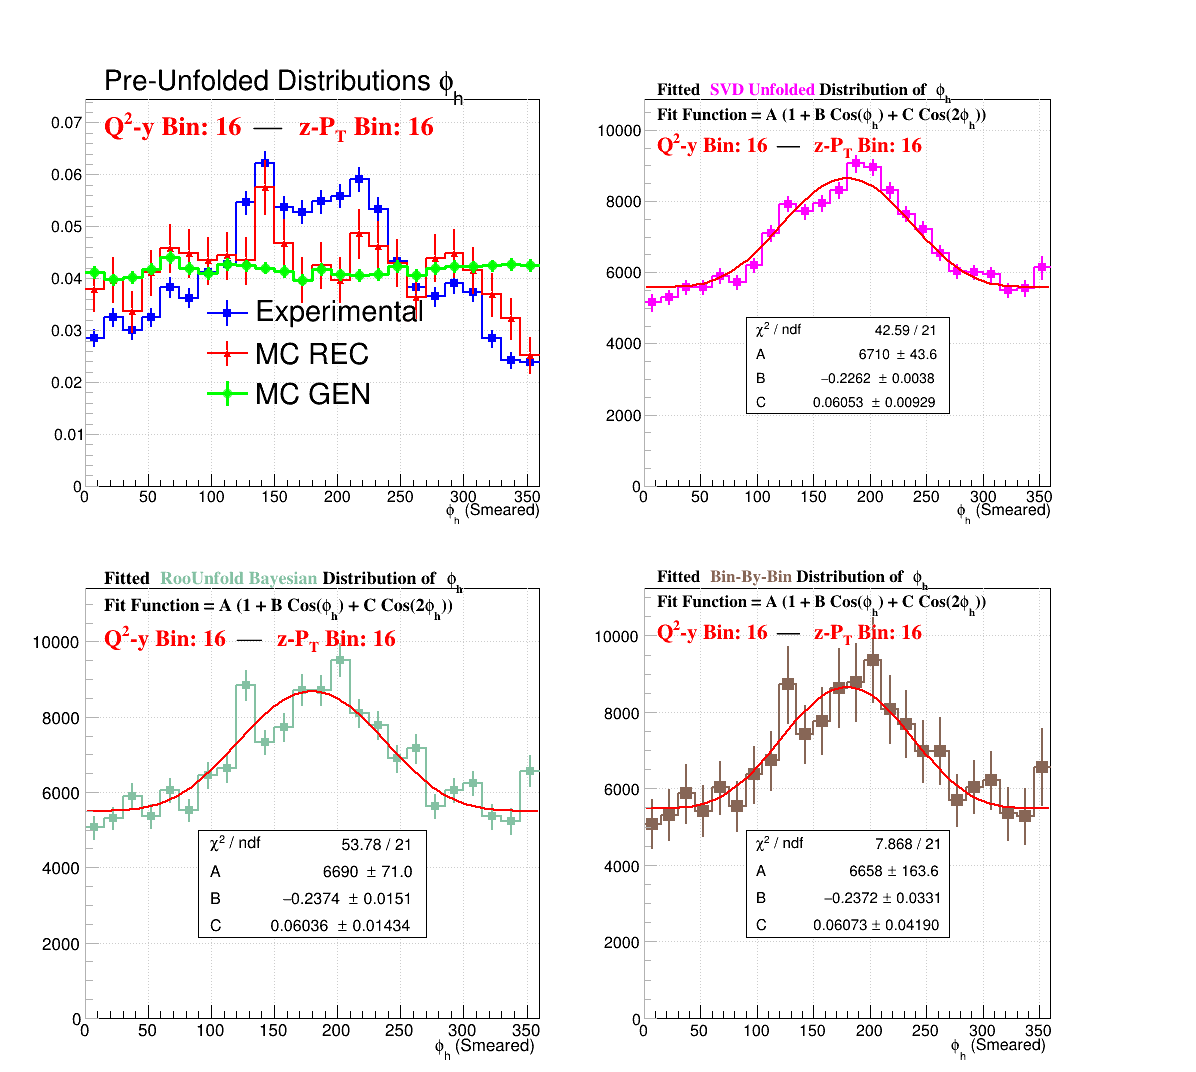 Pre-Unfolded Distributions ϕh
Q²-y Bin: 16 — z-PT Bin: 16
0.07
0.06
0.05
0.04
0.03
0.02
0.01
0
Experimental
MC REC
MC GEN
0 50 100 150 200 250 300 350
ϕh (Smeared)
Fitted SVD Unfolded Distribution of ϕh
Fit Function = A (1 + B Cos(ϕh) + C Cos(2ϕh))
Q²-y Bin: 16 — z-PT Bin: 16
10000
8000
6000
4000
2000
0
χ² / ndf 42.59 / 21
A 6710 ± 43.6
B −0.2262 ± 0.0038
C 0.06053 ± 0.00929
0 50 100 150 200 250 300 350
ϕh (Smeared)
Fitted RooUnfold Bayesian Distribution of ϕh
Fit Function = A (1 + B Cos(ϕh) + C Cos(2ϕh))
Q²-y Bin: 16 — z-PT Bin: 16
10000
8000
6000
4000
2000
0
χ² / ndf 53.78 / 21
A 6690 ± 71.0
B −0.2374 ± 0.0151
C 0.06036 ± 0.01434
0 50 100 150 200 250 300 350
ϕh (Smeared)
Fitted Bin-By-Bin Distribution of ϕh
Fit Function = A (1 + B Cos(ϕh) + C Cos(2ϕh))
Q²-y Bin: 16 — z-PT Bin: 16
10000
8000
6000
4000
2000
0
χ² / ndf 7.868 / 21
A 6658 ± 163.6
B −0.2372 ± 0.0331
C 0.06073 ± 0.04190
0 50 100 150 200 250 300 350
ϕh (Smeared)